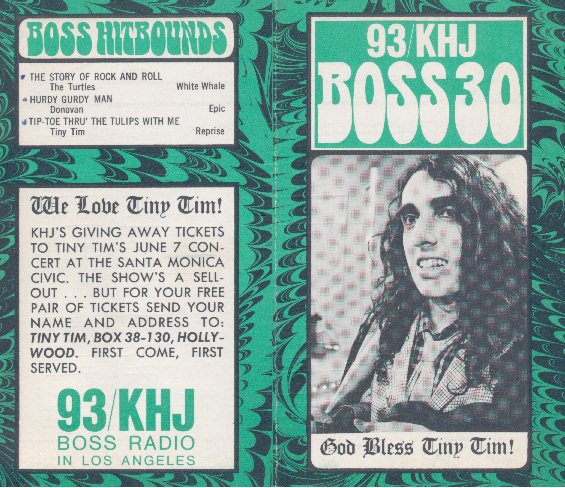 BOSS HITBOUNDS
THE STORY OF ROCK AND ROLL
The Turtles White Whale
HURDY GURDY MAN
Donovan Epic
TIP-TOE THRU' THE TULIPS WITH ME
Tiny Tim Reprise
We Love Tiny Tim!
KHJ'S GIVING AWAY TICKETS
TO TINY TIM'S JUNE 7 CON-
CERT AT THE SANTA MONICA
CIVIC. THE SHOW'S A SELL-
OUT . . . BUT FOR YOUR FREE
PAIR OF TICKETS SEND YOUR
NAME AND ADDRESS TO:
TINY TIM, BOX 38-130, HOLLY-
WOOD. FIRST COME, FIRST
SERVED.
93/KHJ
BOSS RADIO
IN LOS ANGELES
93/KHJ
BOSS 30
God Bless Tiny Tim!